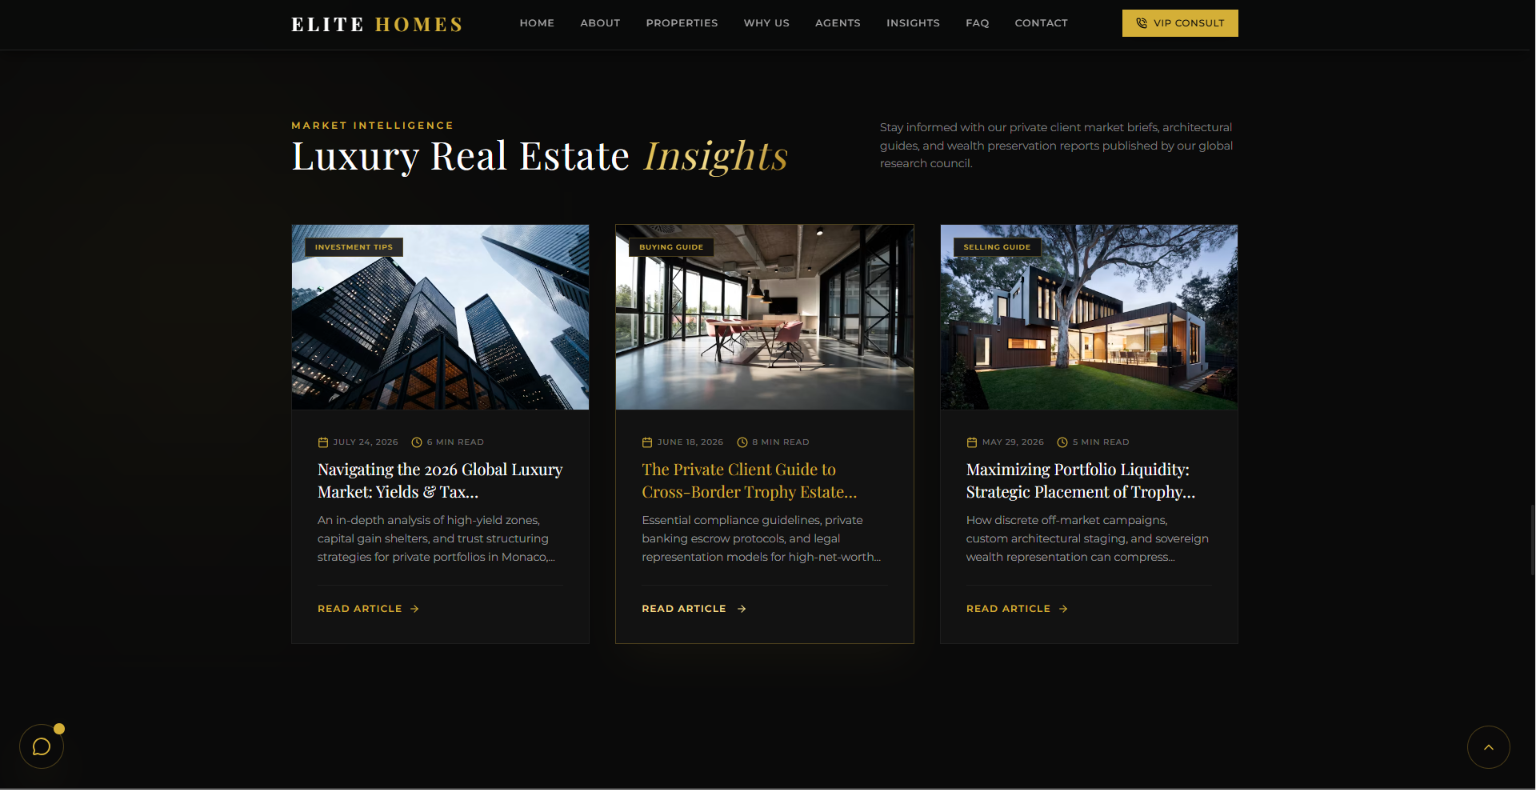 ELITE HOMES
HOME ABOUT PROPERTIES WHY US AGENTS INSIGHTS FAQ CONTACT
VIP CONSULT
MARKET INTELLIGENCE
Luxury Real Estate Insights
Stay informed with our private client market briefs, architectural
guides, and wealth preservation reports published by our global
research council.
INVESTMENT TIPS
JULY 24, 2026 6 MIN READ
Navigating the 2026 Global Luxury
Market: Yields & Tax...
An in-depth analysis of high-yield zones,
capital gain shelters, and trust structuring
strategies for private portfolios in Monaco,...
READ ARTICLE
BUYING GUIDE
JUNE 18, 2026 8 MIN READ
The Private Client Guide to
Cross-Border Trophy Estate...
Essential compliance guidelines, private
banking escrow protocols, and legal
representation models for high-net-worth...
READ ARTICLE
SELLING GUIDE
MAY 29, 2026 5 MIN READ
Maximizing Portfolio Liquidity:
Strategic Placement of Trophy...
How discrete off-market campaigns,
custom architectural staging, and sovereign
wealth representation can compress...
READ ARTICLE